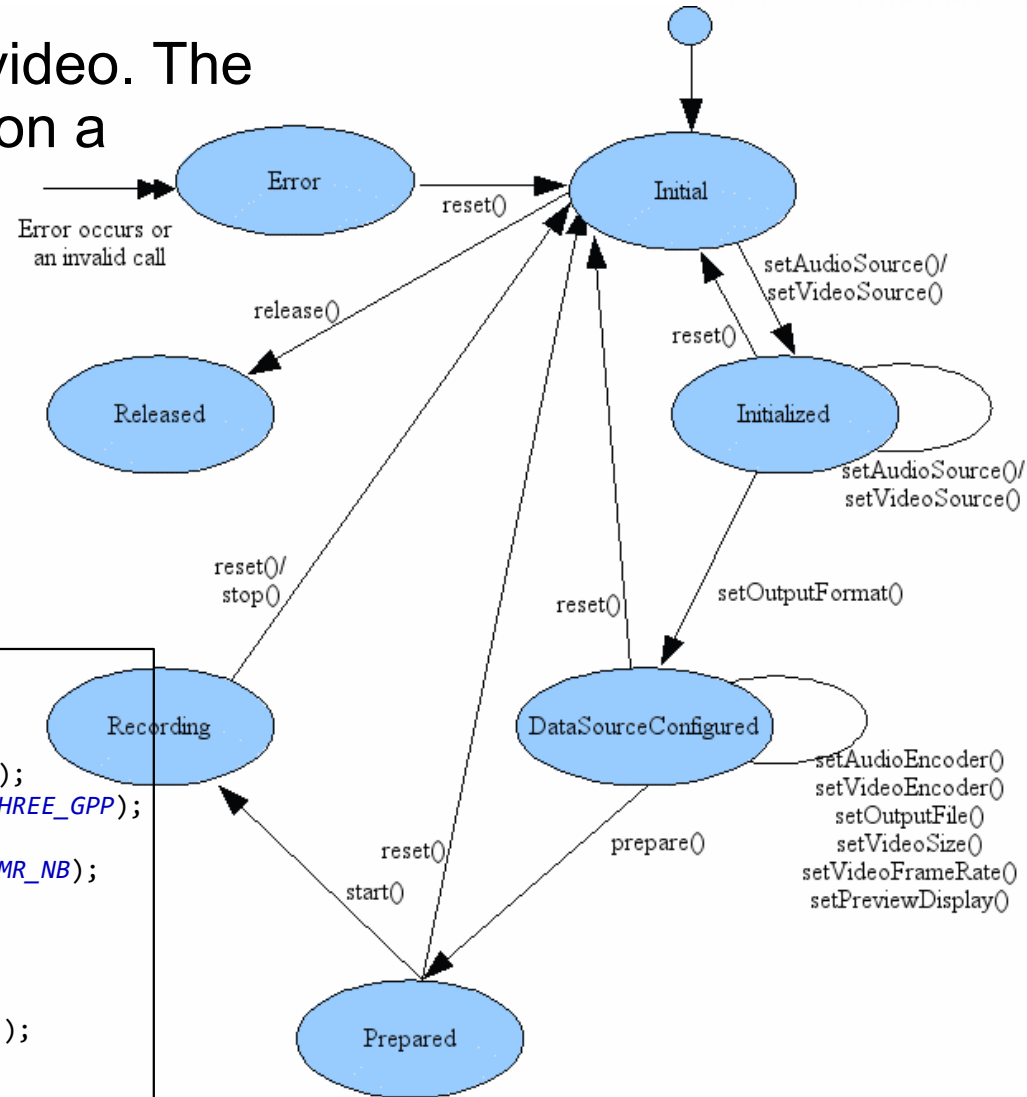 video. The
on a
Error
Initial
reset()
Error occurs or
an invalid call
setAudioSource()/
setVideoSource()
release()
reset()
Released
Initialized
setAudioSource()/
setVideoSource()
reset()/
stop()
reset()
setOutputFormat()
Recording
DataSourceConfigured
);
HREE_GPP);
MR_NB);
);
setAudioEncoder()
setVideoEncoder()
setOutputFile()
setVideoSize()
setVideoFrameRate()
setPreviewDisplay()
reset()
prepare()
start()
Prepared